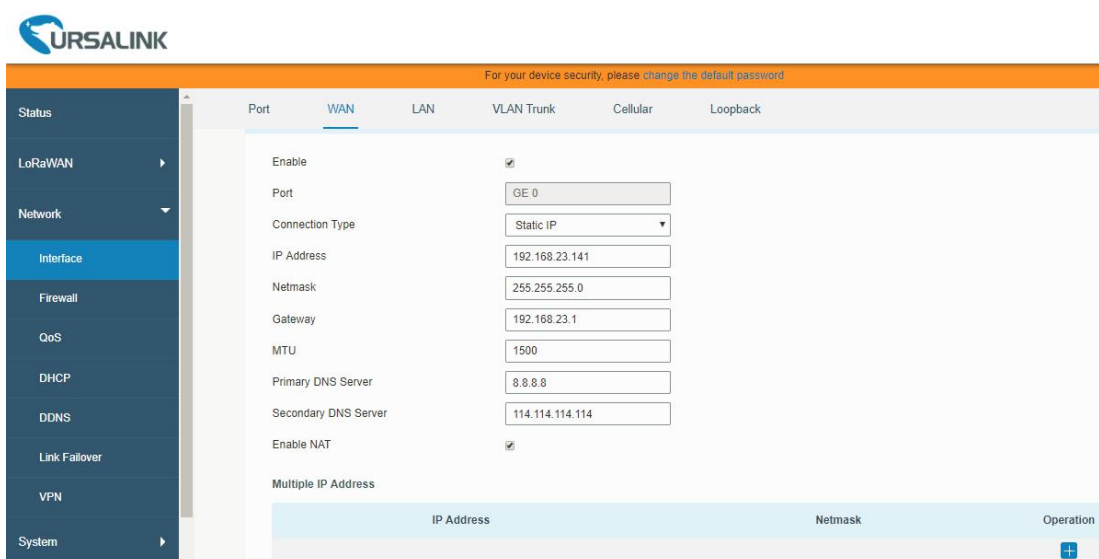 URSALINK
For your device security, please change the default password
Status
LoRaWAN
Network
Interface
Firewall
QoS
DHCP
DDNS
Link Failover
VPN
System
Port WAN LAN VLAN Trunk Cellular Loopback
Enable
Port GE 0
Connection Type Static IP
IP Address 192.168.23.141
Netmask 255.255.255.0
Gateway 192.168.23.1
MTU 1500
Primary DNS Server 8.8.8.8
Secondary DNS Server 114.114.114.114
Enable NAT
Multiple IP Address
IP Address Netmask Operation